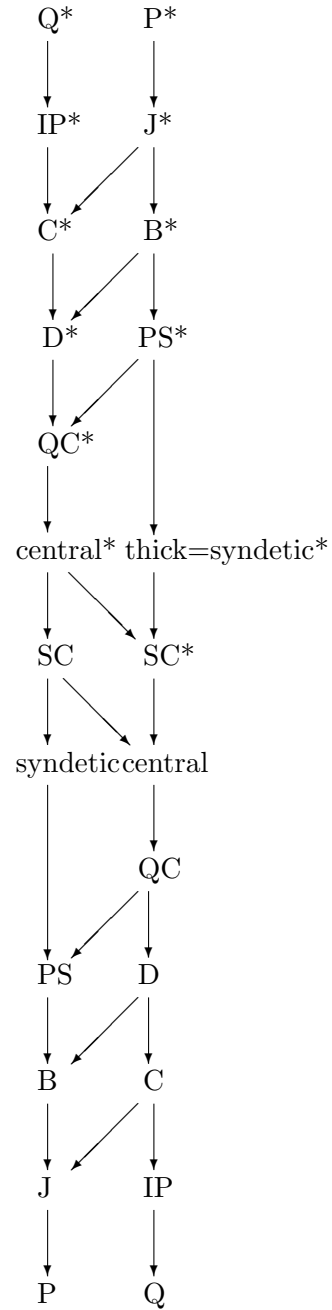 Q* P*
IP* J*
C* B*
D* PS*
QC*
central* thick=syndetic*
SC SC*
syndetic central
QC
PS D
B C
J IP
P Q